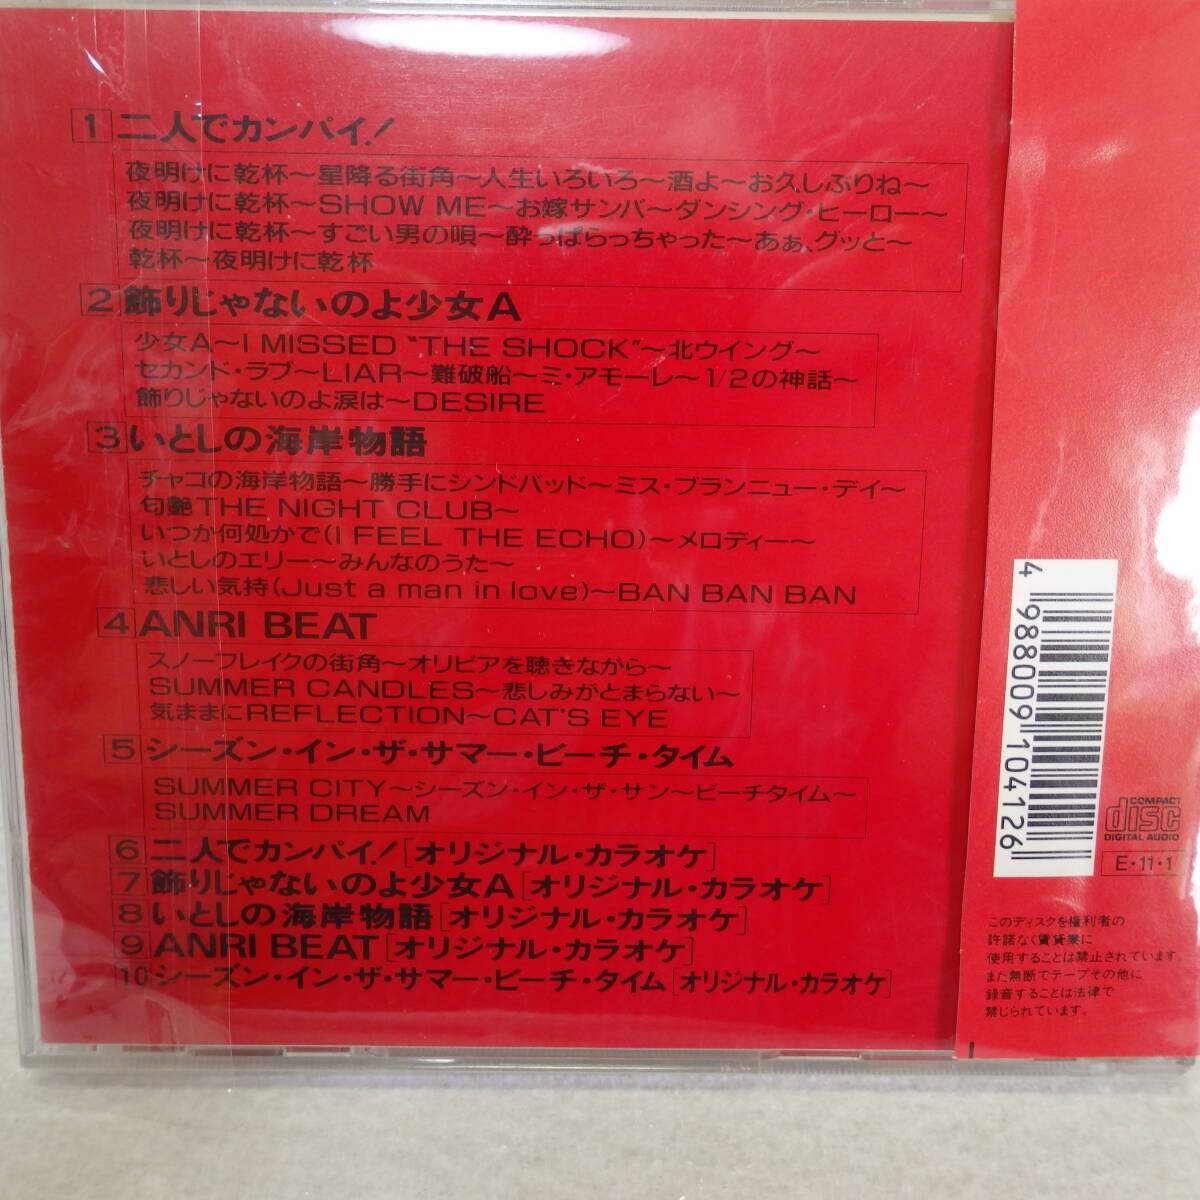 1 二人でカンパイ!
夜明けに乾杯〜星降る街角〜人生いろいろ〜酒よ〜お久しぶりね〜
夜明けに乾杯〜SHOW ME〜お嫁サンバ〜ダンシング・ヒーロー〜
夜明けに乾杯〜すごい男の唄〜酔っぱらっちゃった〜あぁ、グッと〜
乾杯〜夜明けに乾杯
2 飾りじゃないのよ少女A
少女A〜I MISSED “THE SHOCK”〜北ウイング〜
セカンド・ラブ〜LIAR〜難破船〜ミ・アモーレ〜1/2の神話〜
飾りじゃないのよ涙は〜DESIRE
3 いとしの海岸物語
チャコの海岸物語〜勝手にシンドバッド〜ミス・ブランニュー・デイ〜
匂艶THE NIGHT CLUB〜
いつか何処かで(I FEEL THE ECHO)〜メロディー〜
いとしのエリー〜みんなのうた〜
悲しい気持(Just a man in love)〜BAN BAN BAN
4 ANRI BEAT
スノーフレイクの街角〜オリビアを聴きながら〜
SUMMER CANDLES〜悲しみがとまらない〜
気ままにREFLECTION〜CAT'S EYE
5 シーズン・イン・ザ・サマー・ビーチ・タイム
SUMMER CITY〜シーズン・イン・ザ・サン〜ビーチタイム〜
SUMMER DREAM
6 二人でカンパイ![オリジナル・カラオケ]
7 飾りじゃないのよ少女A[オリジナル・カラオケ]
8 いとしの海岸物語[オリジナル・カラオケ]
9 ANRI BEAT[オリジナル・カラオケ]
10 シーズン・イン・ザ・サマー・ビーチ・タイム[オリジナル・カラオケ]
4 988009 104126
COMPACT
disc
DIGITAL AUDIO
E・11・1
このディスクを権利者の
許諾なく賃貸業に
使用することは禁止されています。
また無断でテープその他に
録音することは法律で
禁じられています。